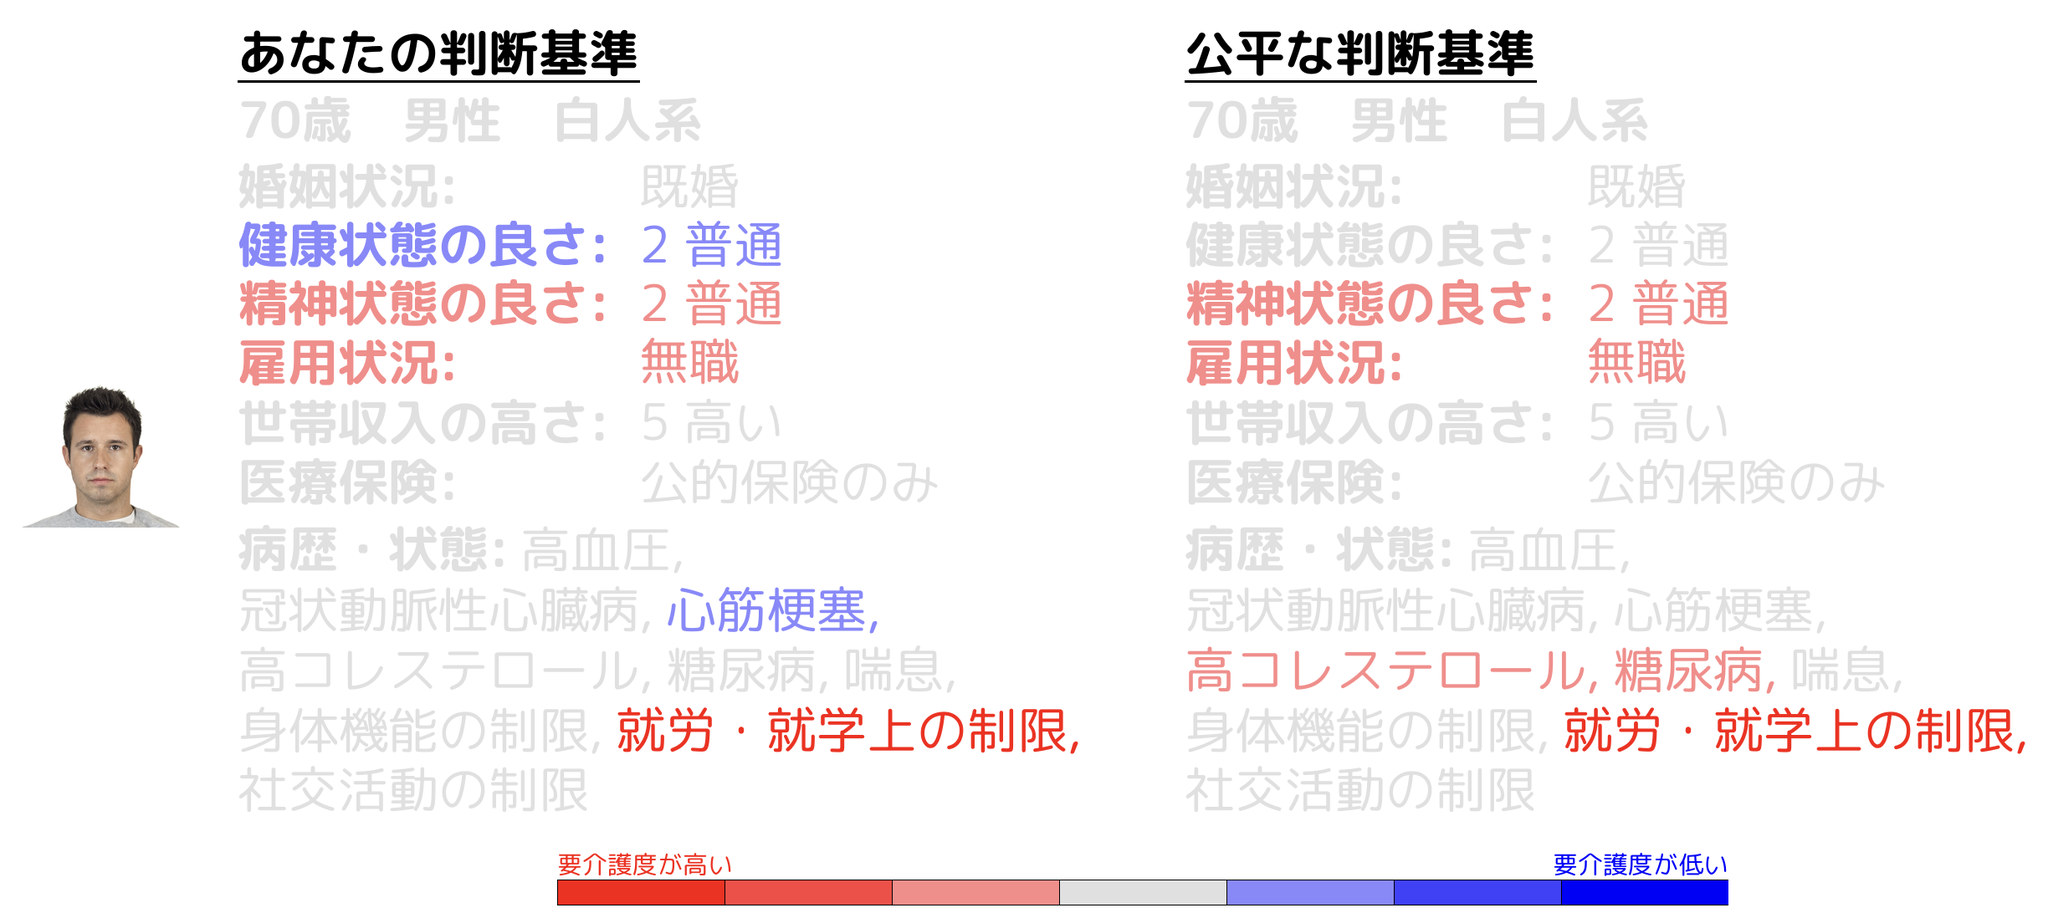 あなたの判断基準
70歳　男性　白人系
婚姻状況: 既婚
健康状態の良さ: 2 普通
精神状態の良さ: 2 普通
雇用状況: 無職
世帯収入の高さ: 5 高い
医療保険: 公的保険のみ
病歴・状態: 高血圧,
冠状動脈性心臓病, 心筋梗塞,
高コレステロール, 糖尿病, 喘息,
身体機能の制限, 就労・就学上の制限,
社交活動の制限
公平な判断基準
70歳　男性　白人系
婚姻状況: 既婚
健康状態の良さ: 2 普通
精神状態の良さ: 2 普通
雇用状況: 無職
世帯収入の高さ: 5 高い
医療保険: 公的保険のみ
病歴・状態: 高血圧,
冠状動脈性心臓病, 心筋梗塞,
高コレステロール, 糖尿病, 喘息,
身体機能の制限, 就労・就学上の制限,
社交活動の制限
要介護度が高い
要介護度が低い